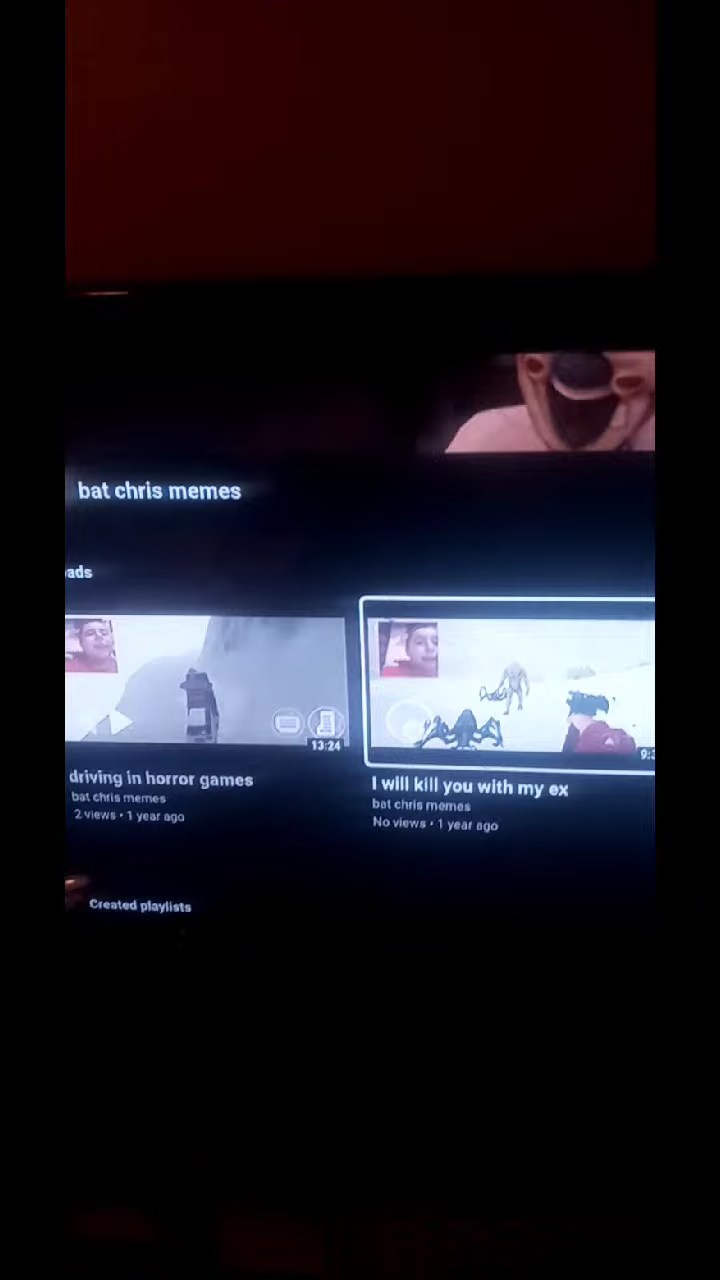 bat chris memes
ads
13:24
driving in horror games
bat chris memes
2 views • 1 year ago
I will kill you with my ex
bat chris memes
No views • 1 year ago
Created playlists